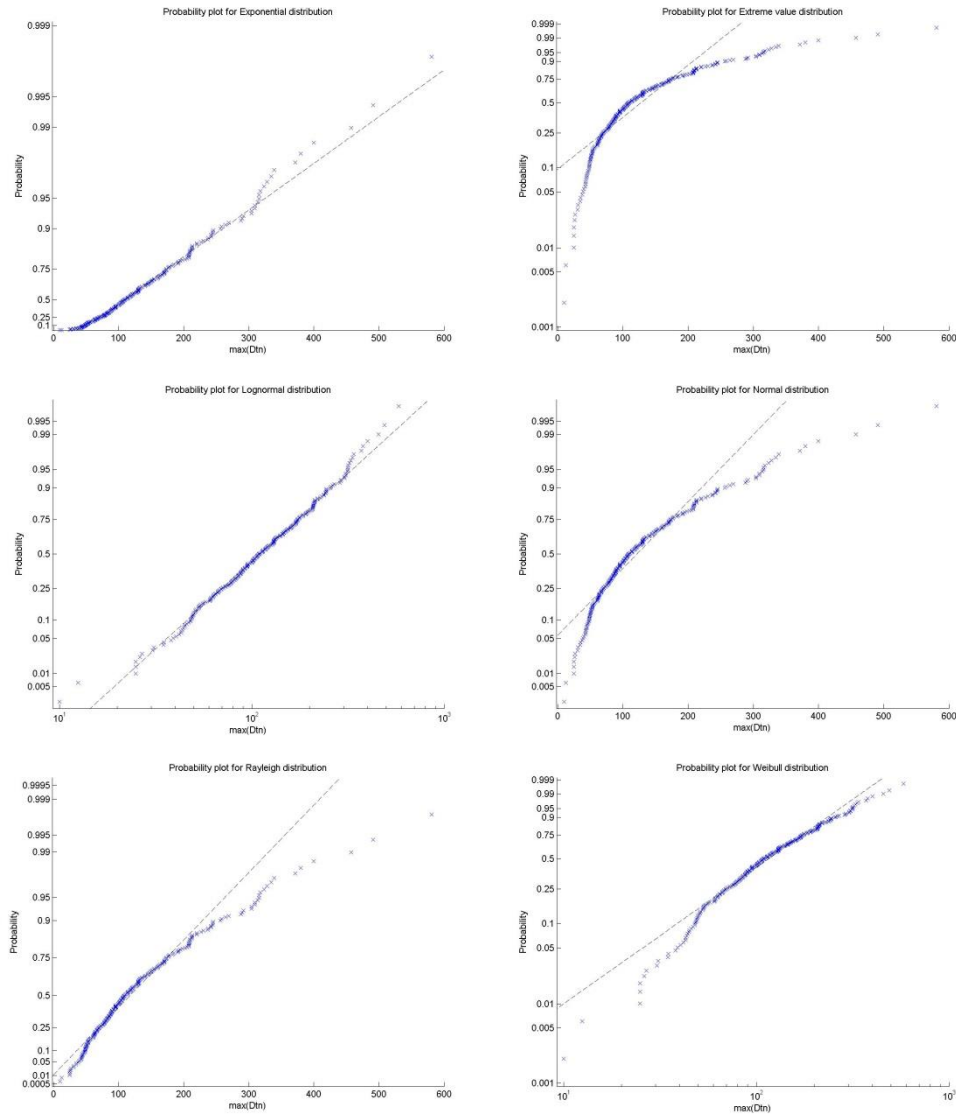 Probability plot for Exponential distribution
0.999
0.995
0.99
0.95
0.9
0.75
0.5
0.25
0.1
Probability
0 100 200 300 400 500 600
max(Dtn)
Probability plot for Extreme value distribution
0.999
0.995
0.99
0.95
0.9
0.75
0.5
0.25
0.1
0.05
0.01
0.005
0.001
Probability
0 100 200 300 400 500 600
max(Dtn)
Probability plot for Lognormal distribution
0.995
0.99
0.95
0.9
0.75
0.5
0.25
0.1
0.05
0.01
0.005
Probability
10^1 10^2 10^3
max(Dtn)
Probability plot for Normal distribution
0.995
0.99
0.95
0.9
0.75
0.5
0.25
0.1
0.05
0.01
0.005
Probability
0 100 200 300 400 500 600
max(Dtn)
Probability plot for Rayleigh distribution
0.9995
0.999
0.995
0.99
0.95
0.9
0.75
0.5
0.25
0.1
0.05
0.01
0.0005
Probability
0 100 200 300 400 500 600
max(Dtn)
Probability plot for Weibull distribution
0.999
0.99
0.95
0.9
0.75
0.5
0.25
0.1
0.05
0.01
0.005
0.001
Probability
10^1 10^2 10^3
max(Dtn)